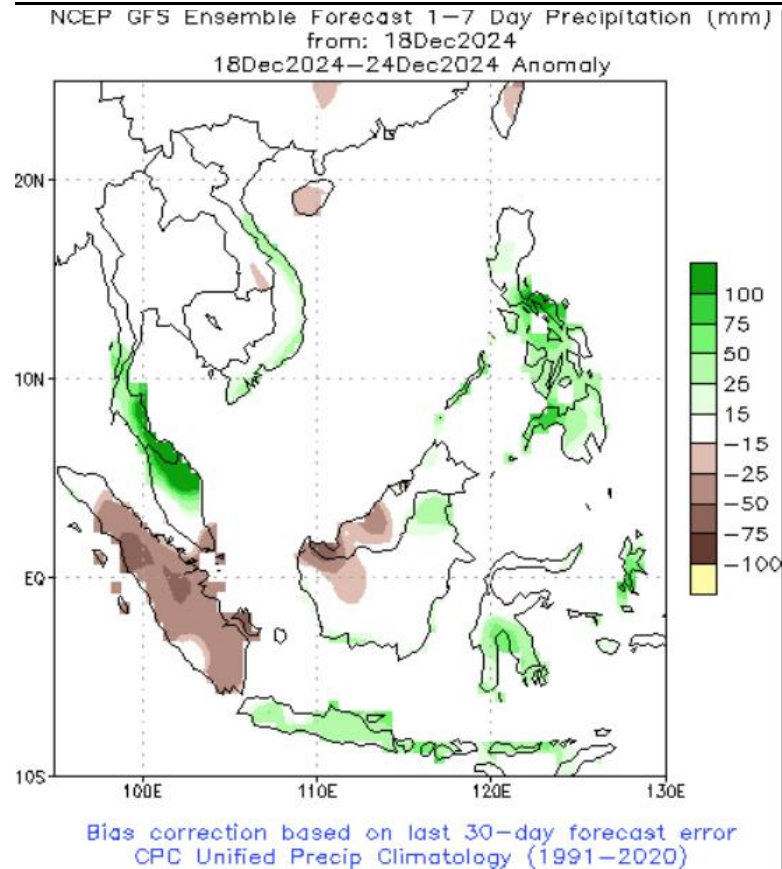 NCEP GFS Ensemble Forecast 1–7 Day Precipitation (mm)
from: 18Dec2024
18Dec2024–24Dec2024 Anomaly
20N
10N
EQ
10S
100E
110E
120E
130E
100
75
50
25
15
−15
−25
−50
−75
−100
Bias correction based on last 30–day forecast error
CPC Unified Precip Climatology (1991–2020)